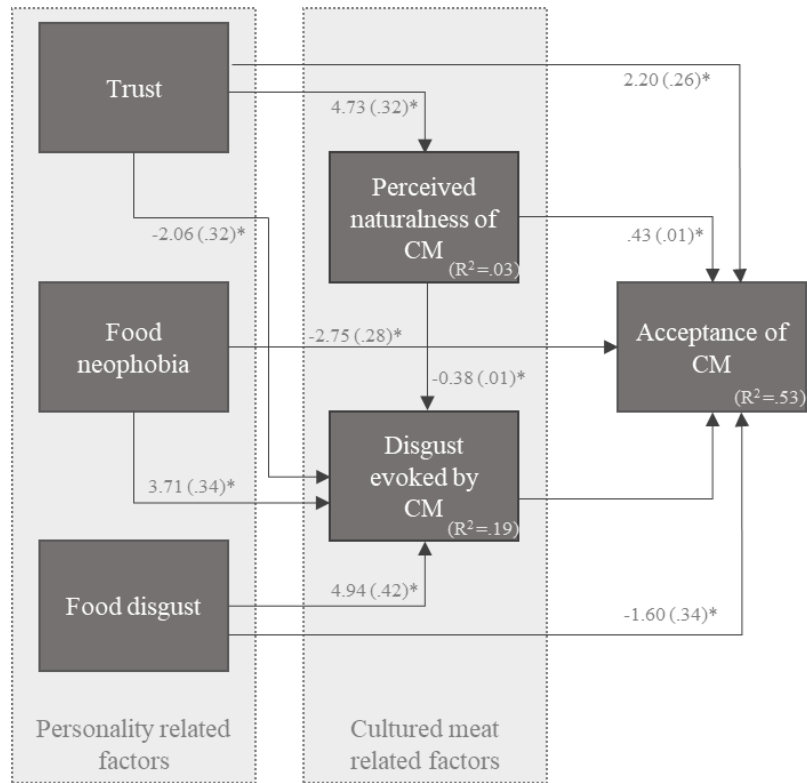 Trust
2.20 (.26)*
4.73 (.32)*
Perceived
naturalness of
CM
(R²=.03)
-2.06 (.32)*
.43 (.01)*
Food
neophobia
-2.75 (.28)*
Acceptance of
CM
(R²=.53)
-0.38 (.01)*
Disgust
evoked by
CM
(R²=.19)
3.71 (.34)*
Food disgust
4.94 (.42)*
-1.60 (.34)*
Personality related
factors
Cultured meat
related factors